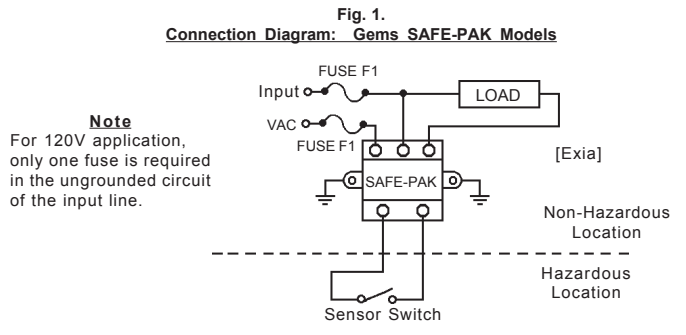 Fig. 1.
Connection Diagram: Gems SAFE-PAK Models
FUSE F1
Input
LOAD
VAC
FUSE F1
Note
For 120V application,
only one fuse is required
in the ungrounded circuit
of the input line.
[Exia]
SAFE-PAK
Non-Hazardous
Location
Hazardous
Location
Sensor Switch